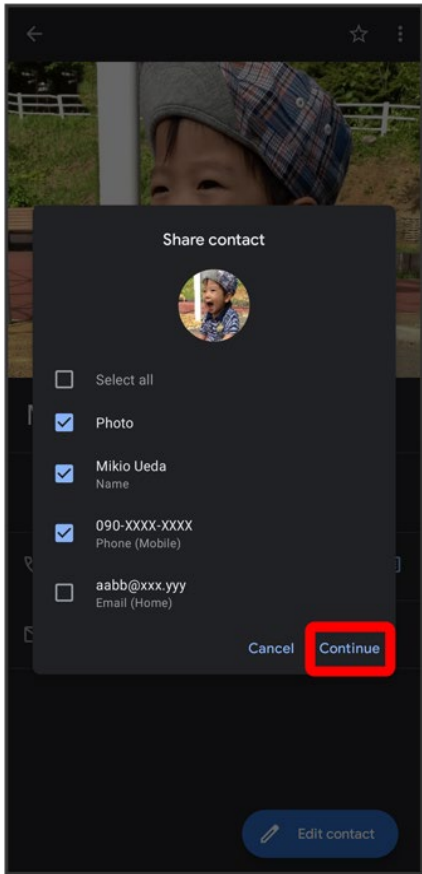 Share contact
Select all
Photo
Mikio Ueda
Name
090-XXXX-XXXX
Phone (Mobile)
aabb@xxx.yyy
Email (Home)
Cancel Continue
Edit contact